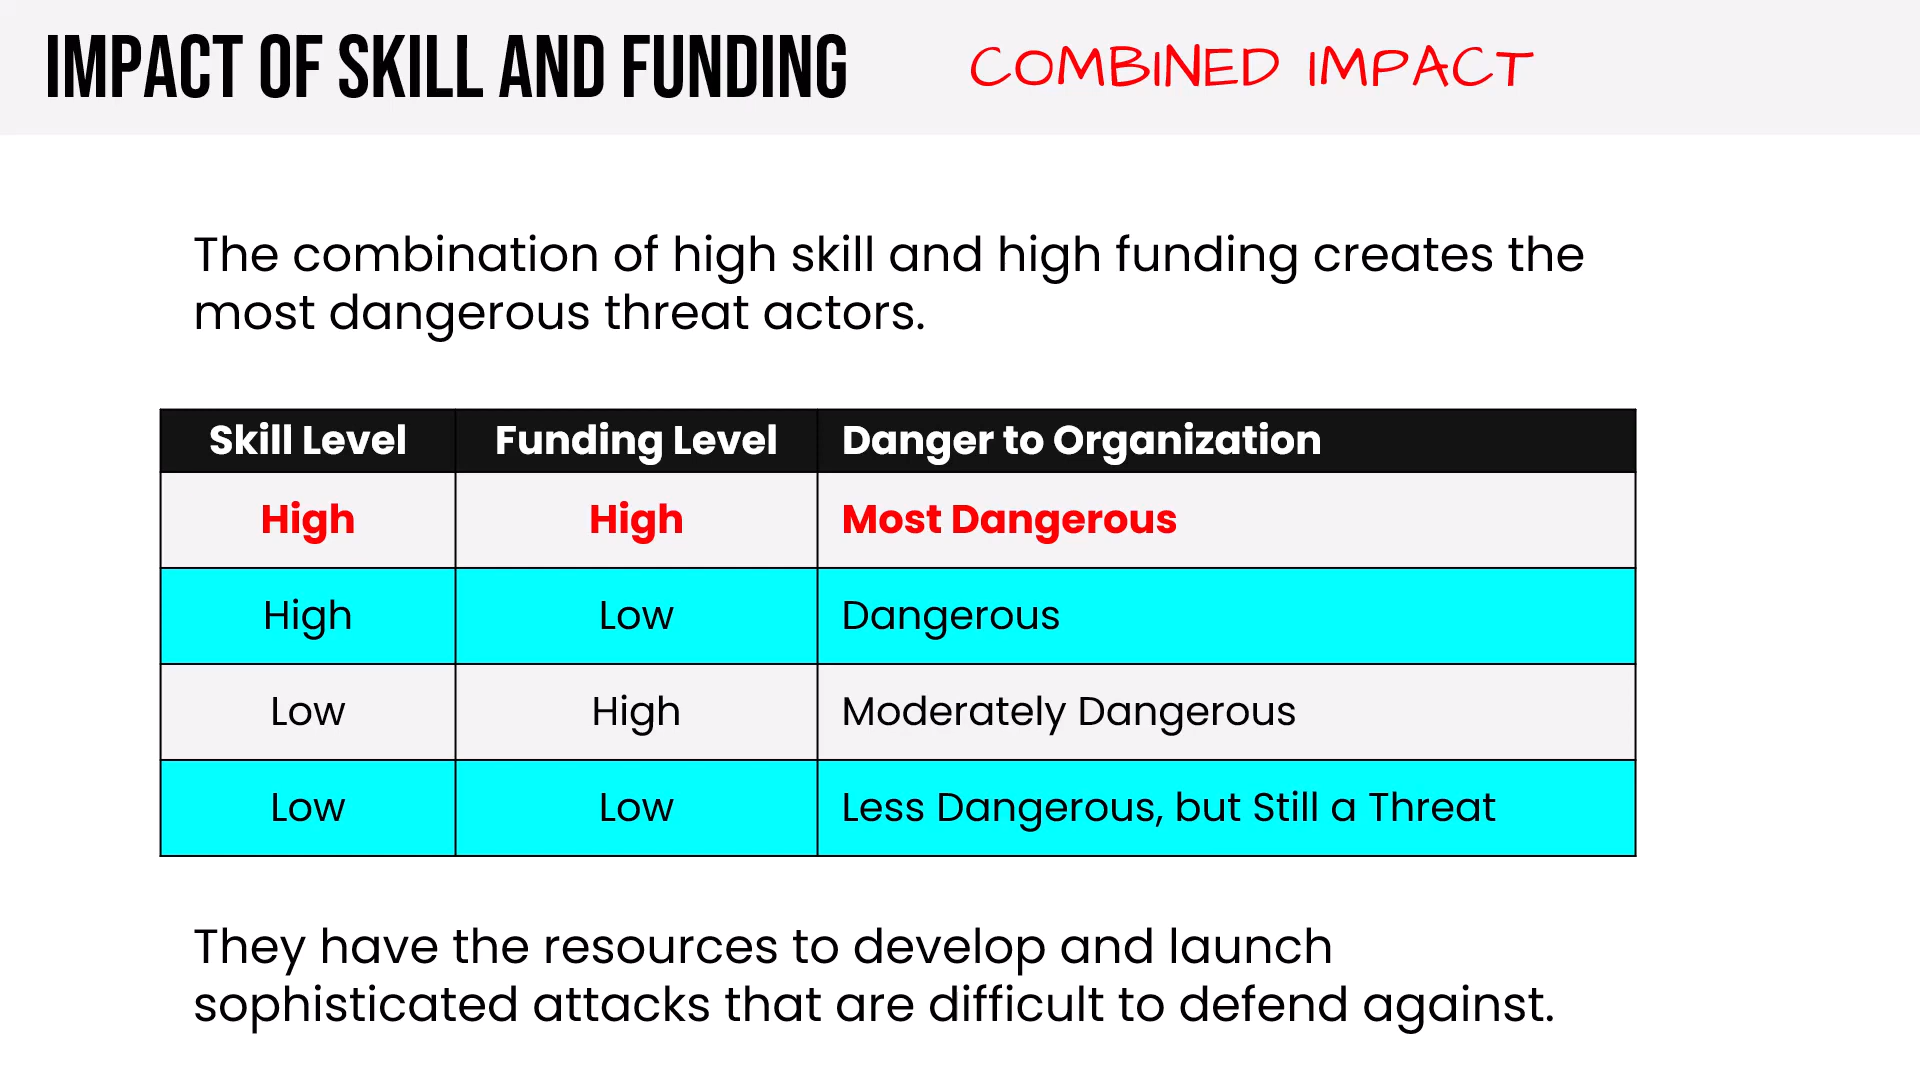 IMPACT OF SKILL AND FUNDING COMBINED IMPACT
The combination of high skill and high funding creates the
most dangerous threat actors.
Skill Level Funding Level Danger to Organization
High High Most Dangerous
High Low Dangerous
Low High Moderately Dangerous
Low Low Less Dangerous, but Still a Threat
They have the resources to develop and launch
sophisticated attacks that are difficult to defend against.